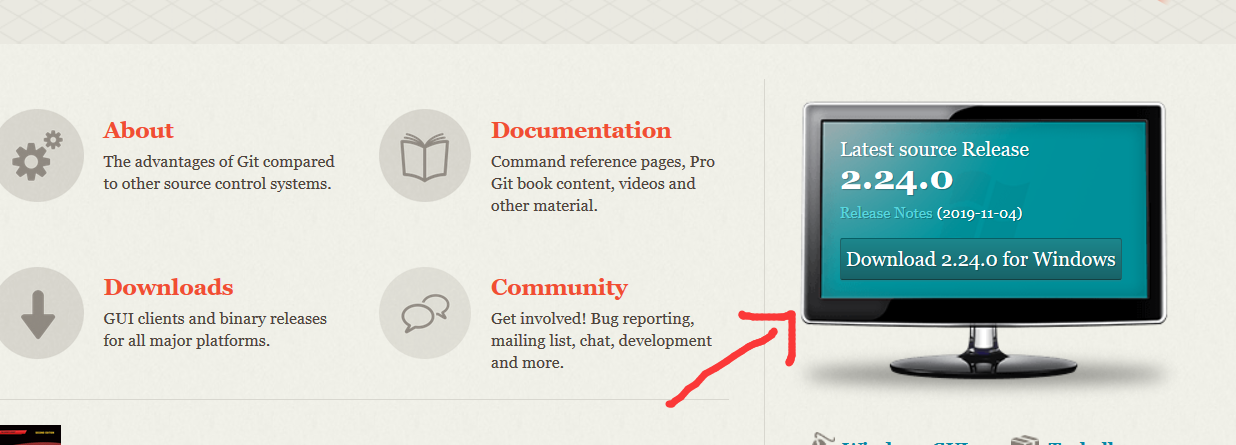 About
The advantages of Git compared
to other source control systems.
Documentation
Command reference pages, Pro
Git book content, videos and
other material.
Downloads
GUI clients and binary releases
for all major platforms.
Community
Get involved! Bug reporting,
mailing list, chat, development
and more.
Latest source Release
2.24.0
Release Notes (2019-11-04)
Download 2.24.0 for Windows